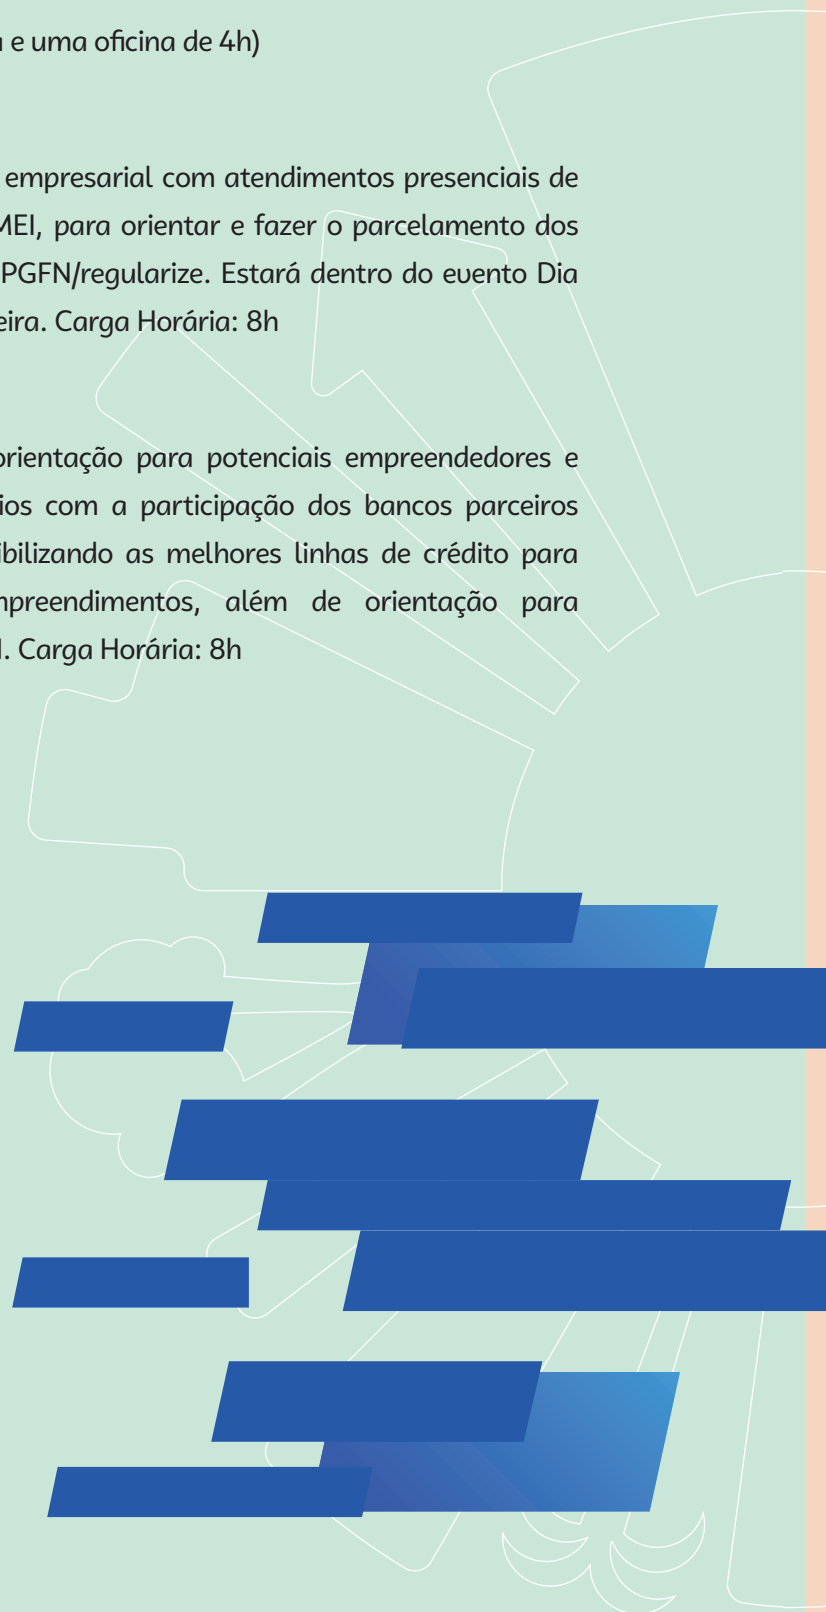 e uma oficina de 4h)
empresarial com atendimentos presenciais de
MEI, para orientar e fazer o parcelamento dos
PGFN/regularize. Estará dentro do evento Dia
eira. Carga Horária: 8h
orientação para potenciais empreendedores e
ios com a participação dos bancos parceiros
ibilizando as melhores linhas de crédito para
mpreendimentos, além de orientação para
. Carga Horária: 8h